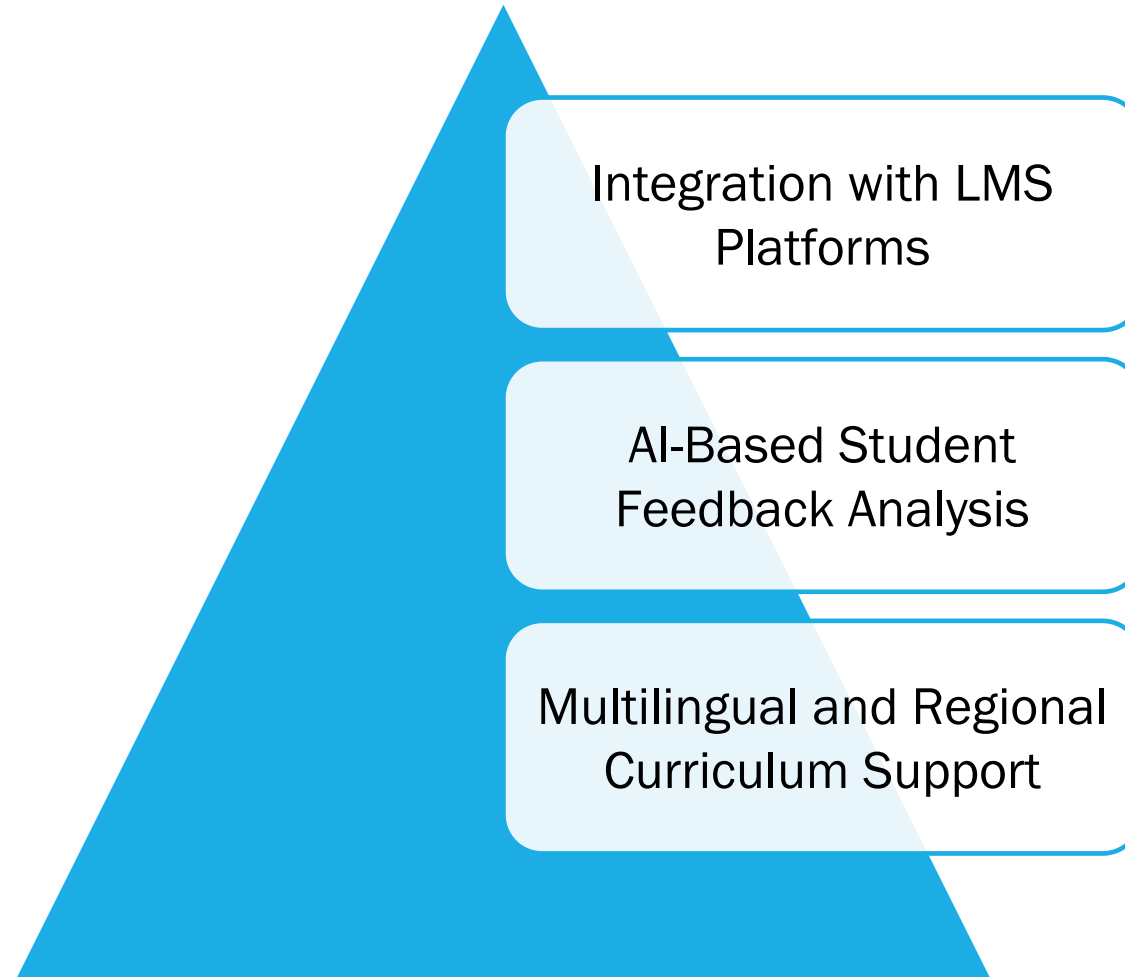 Integration with LMS
Platforms
AI-Based Student
Feedback Analysis
Multilingual and Regional
Curriculum Support